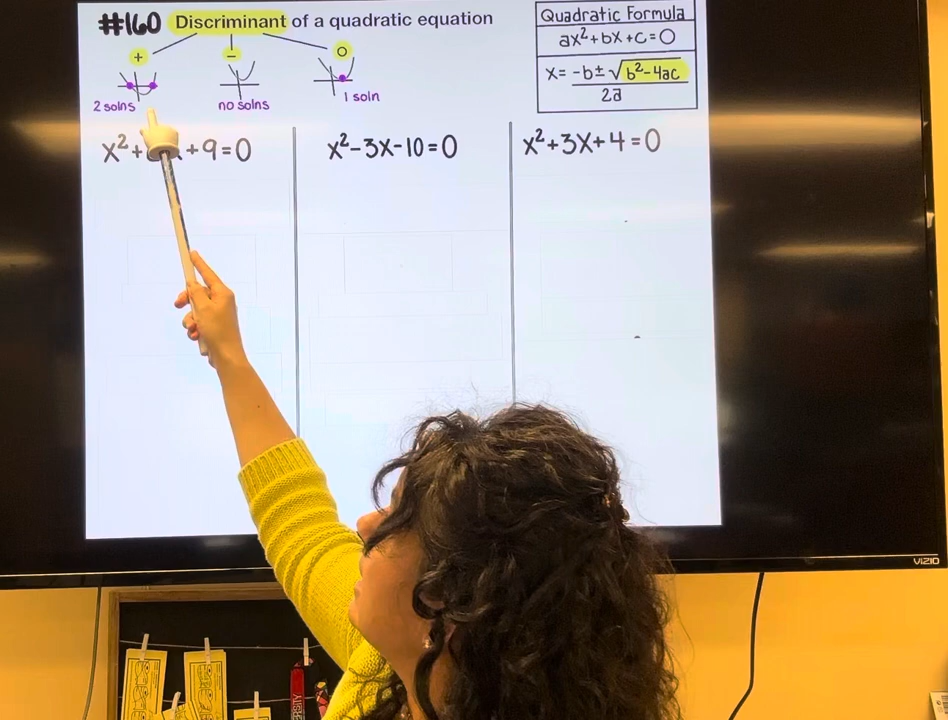 #160 Discriminant of a quadratic equation
+ − 0
2 solns no solns 1 soln
Quadratic Formula
ax²+bx+c=0
x= -b±√b²-4ac
2a
x²+ +9=0
x²-3x-10=0
x²+3x+4=0
VIZIO